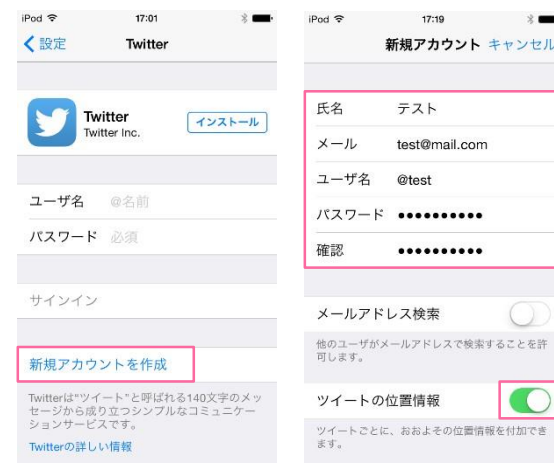 iPod 17:01
設定 Twitter
Twitter
Twitter Inc.
インストール
ユーザ名 @名前
パスワード 必須
サインイン
新規アカウントを作成
Twitterは"ツイート"と呼ばれる140文字のメッ
セージから成り立つシンプルなコミュニケー
ションサービスです。
Twitterの詳しい情報
iPod 17:19
新規アカウント キャンセル
氏名 テスト
メール test@mail.com
ユーザ名 @test
パスワード ●●●●●●●●●●
確認 ●●●●●●●●●●
メールアドレス検索
他のユーザがメールアドレスで検索することを許
可します。
ツイートの位置情報
ツイートごとに、おおよその位置情報を付加でき
ます。